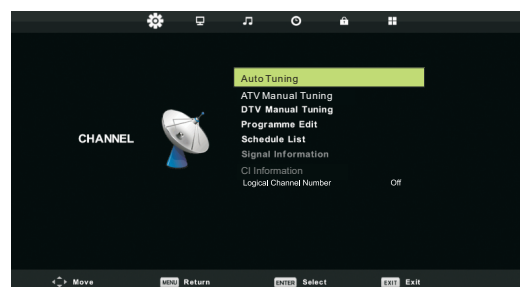 Auto Tuning
ATV Manual Tuning
DTV Manual Tuning
Programme Edit
CHANNEL
Schedule List
Signal Information
CI Information
Logical Channel Number Off
Move MENU Return ENTER Select EXIT Exit